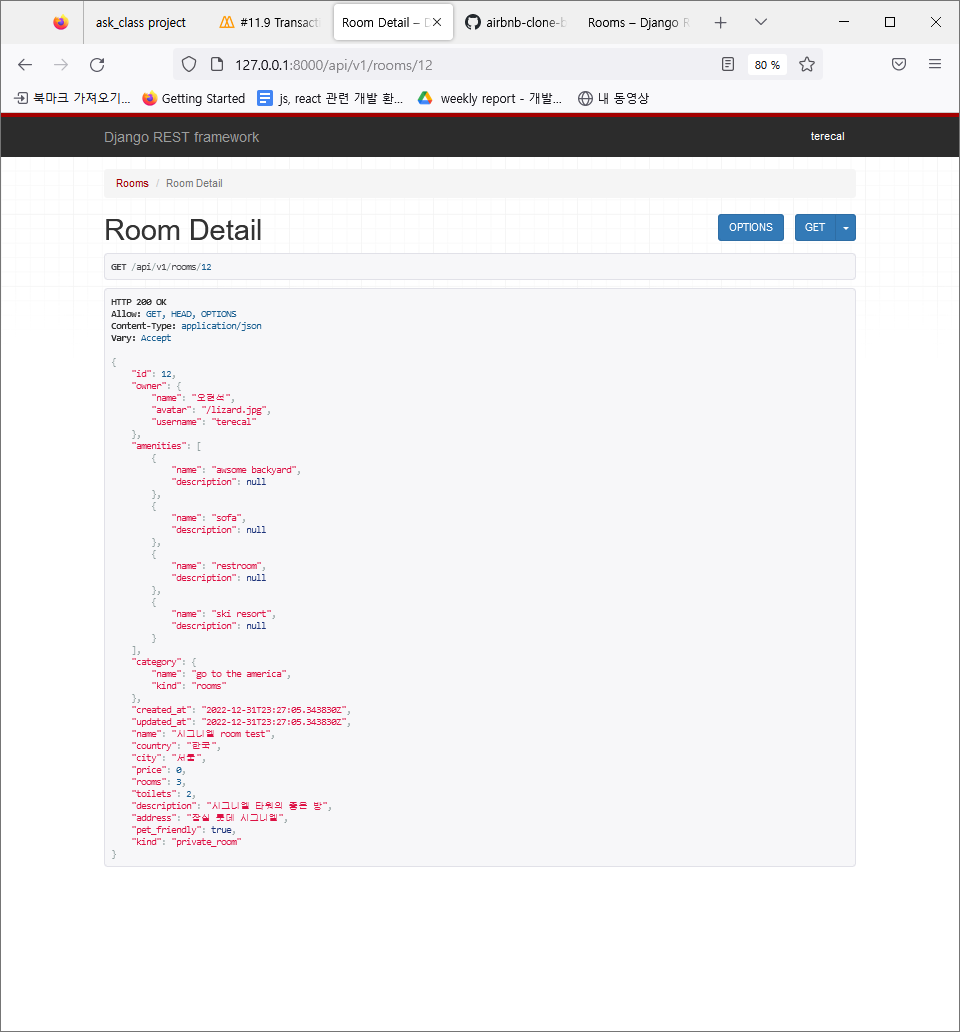 ask_class project
#11.9 Transact
Room Detail – D
airbnb-clone-b
Rooms – Django R
127.0.0.1:8000/api/v1/rooms/12
80 %
북마크 가져오기...
Getting Started
js, react 관련 개발 환...
weekly report - 개발...
내 동영상
Django REST framework
terecal
Rooms / Room Detail
Room Detail
OPTIONS
GET
GET /api/v1/rooms/12
HTTP 200 OK
Allow: GET, HEAD, OPTIONS
Content-Type: application/json
Vary: Accept
{
"id": 12,
"owner": {
"name": "오현석",
"avatar": "/lizard.jpg",
"username": "terecal"
},
"amenities": [
{
"name": "awsome backyard",
"description": null
},
{
"name": "sofa",
"description": null
},
{
"name": "restroom",
"description": null
},
{
"name": "ski resort",
"description": null
}
],
"category": {
"name": "go to the america",
"kind": "rooms"
},
"created_at": "2022-12-31T23:27:05.343830Z",
"updated_at": "2022-12-31T23:27:05.343830Z",
"name": "시그니엘 room test",
"country": "한국",
"city": "서울",
"price": 0,
"rooms": 3,
"toilets": 2,
"description": "시그니엘 타워의 좋은 방",
"address": "잠실 롯데 시그니엘",
"pet_friendly": true,
"kind": "private_room"
}